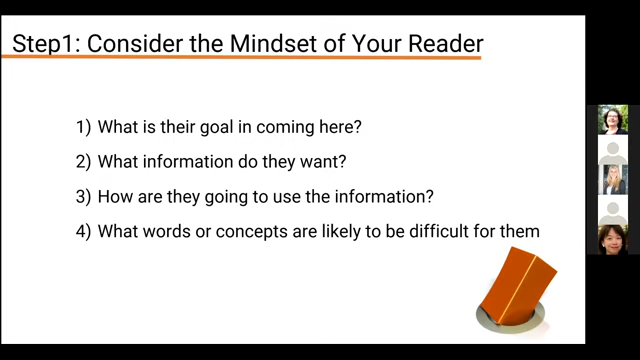 Step1: Consider the Mindset of Your Reader
1) What is their goal in coming here?
2) What information do they want?
3) How are they going to use the information?
4) What words or concepts are likely to be difficult for them